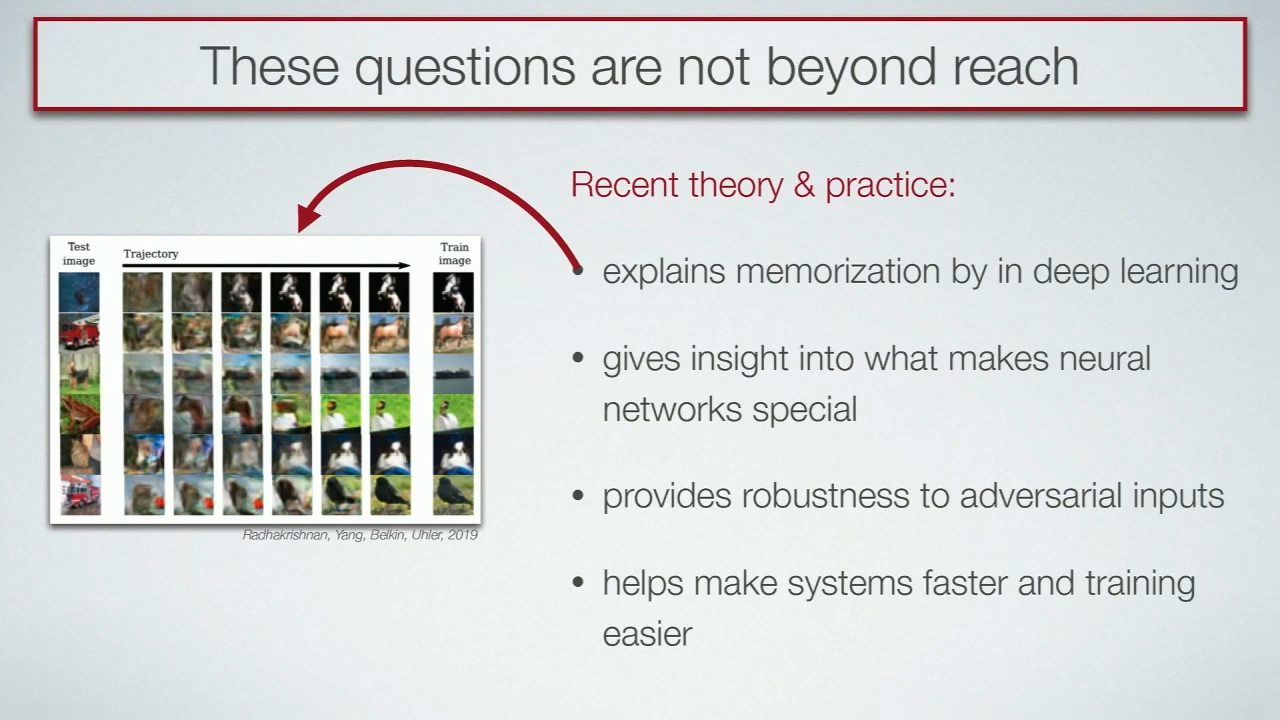 These questions are not beyond reach
Recent theory & practice:
Test
image
Trajectory
Train
image
• explains memorization by in deep learning
• gives insight into what makes neural
networks special
• provides robustness to adversarial inputs
• helps make systems faster and training
easier
Radhakrishnan, Yang, Belkin, Uhler, 2019